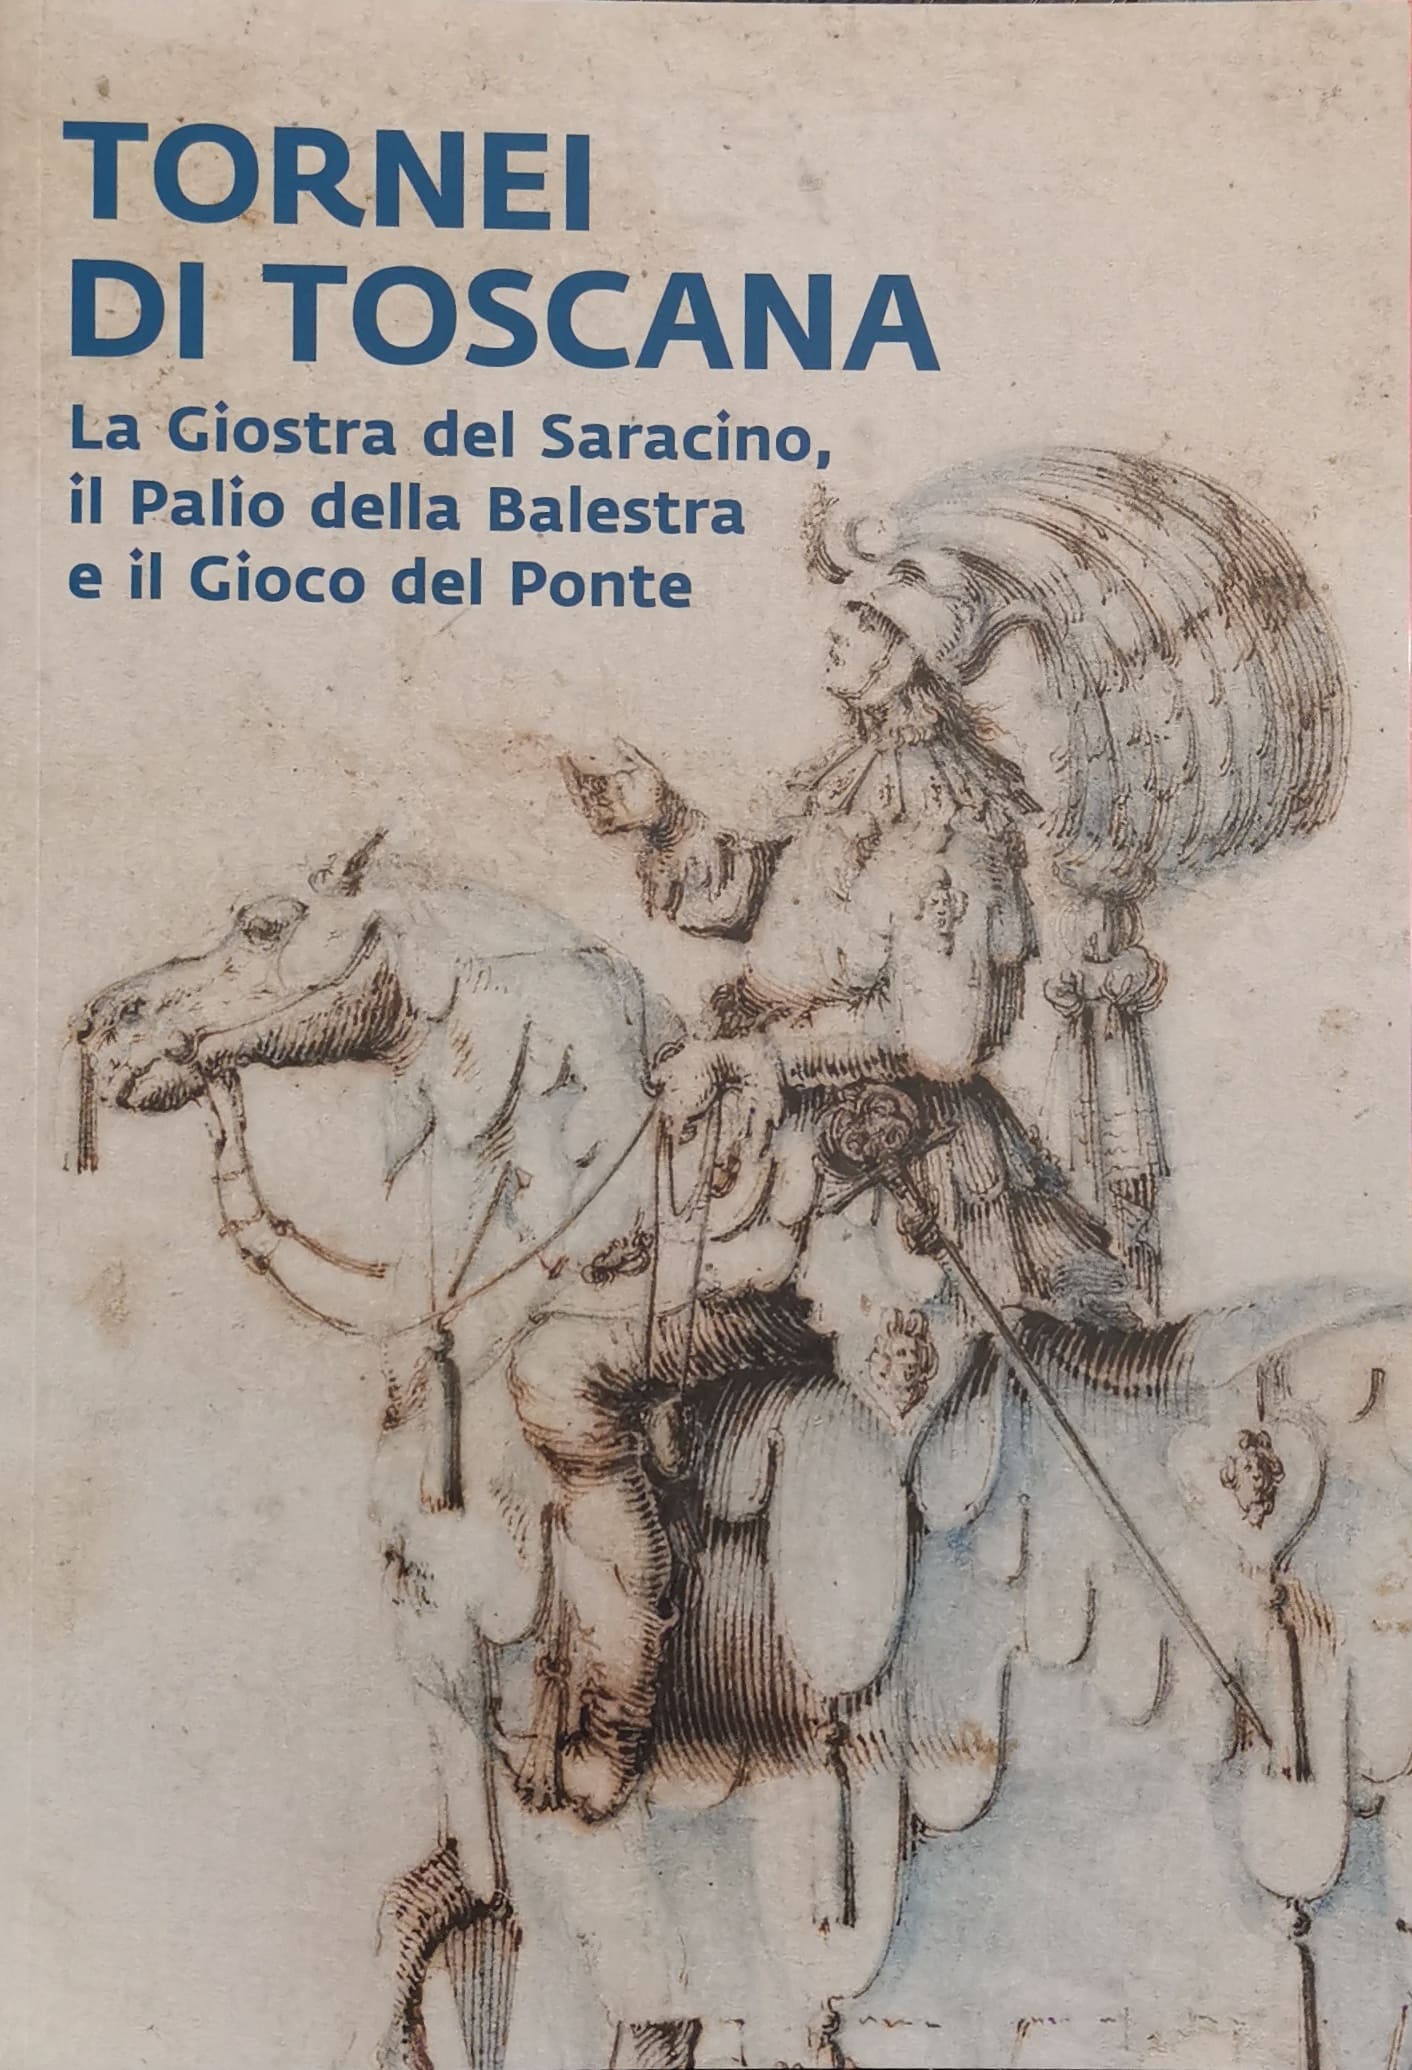 TORNEI
DI TOSCANA
La Giostra del Saracino,
il Palio della Balestra
e il Gioco del Ponte